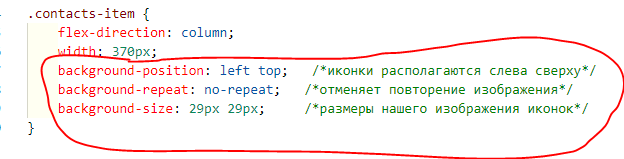 .contacts-item {
flex-direction: column;
width: 370px;
background-position: left top; /*иконки располагаются слева сверху*/
background-repeat: no-repeat; /*отменяет повторение изображения*/
background-size: 29px 29px; /*размеры нашего изображения иконок*/
}